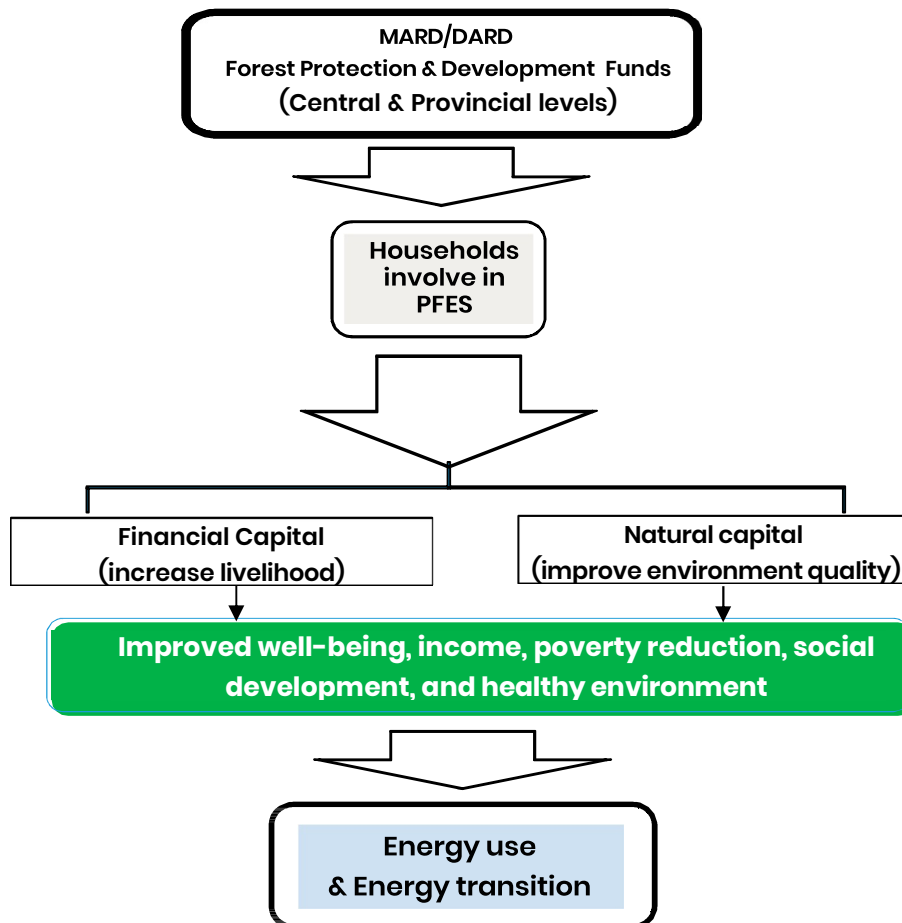 MARD/DARD
Forest Protection & Development Funds
(Central & Provincial levels)
Households
involve in
PFES
Financial Capital
(increase livelihood)
Natural capital
(improve environment quality)
Improved well-being, income, poverty reduction, social
development, and healthy environment
Energy use
& Energy transition